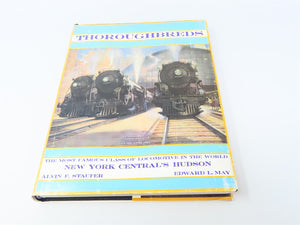 THOROUGHBREDS
THE MOST FAMOUS CLASS OF LOCOMOTIVE IN THE WORLD
NEW YORK CENTRAL'S HUDSON
ALVIN F. STAUFER
EDWARD L. MAY